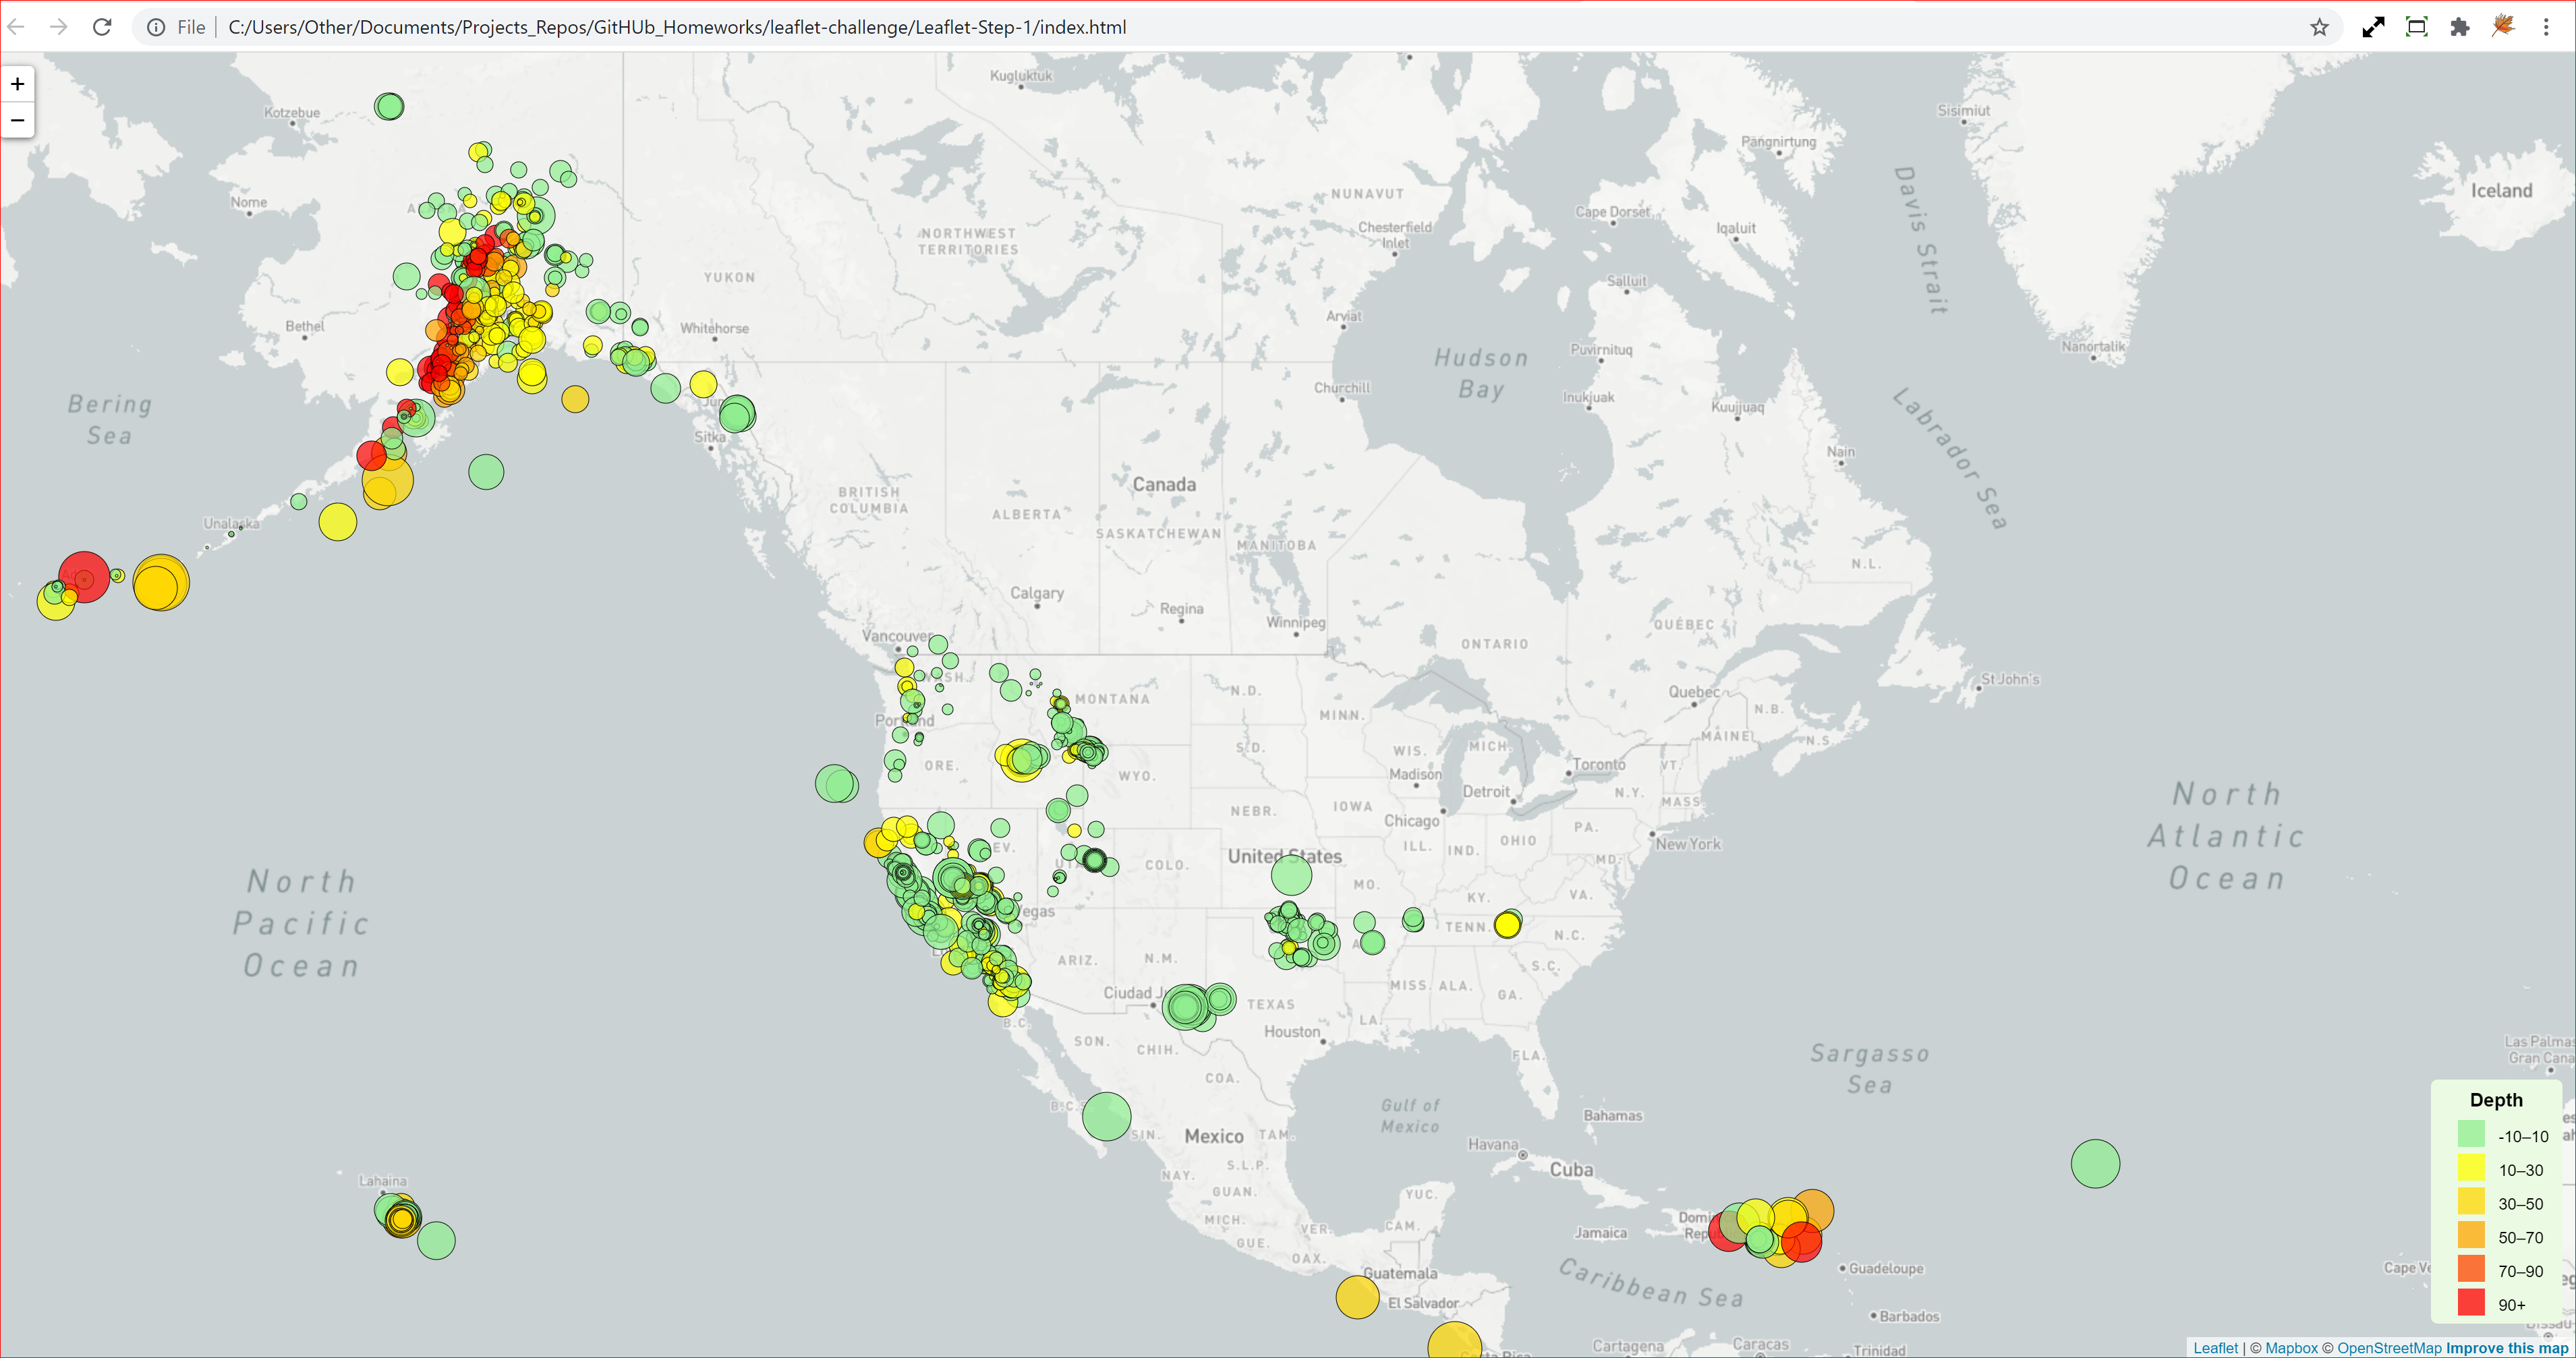 File
C:/Users/Other/Documents/Projects_Repos/GitHUb_Homeworks/leaflet-challenge/Leaflet-Step-1/index.html
+
−
Kugluktuk
Kotzebue
Sisimiut
Pangnirtung
Davis Strait
Iceland
NUNAVUT
Nome
Cape Dorset
Chesterfield
Inlet
Iqaluit
NORTHWEST
TERRITORIES
YUKON
Salluit
Arviat
Bethel
Whitehorse
Nanortalik
Puvirnituq
Hudson
Bay
Churchill
Inukjuak
Kuujjuaq
Labrador Sea
Bering
Sea
Sitka
Nain
Canada
BRITISH
COLUMBIA
ALBERTA
SASKATCHEWAN
MANITOBA
Unalaska
N.L.
Calgary
Regina
Winnipeg
QUÉBEC
Vancouver
ONTARIO
WASH.
St John's
N.D.
Quebec
MONTANA
N.B.
MINN.
Portland
MAINE
N.S.
S.D.
WIS.
MICH.
ORE.
Toronto
VT.
WYO.
Madison
Detroit
N.Y.
MASS.
NEBR.
IOWA
Chicago
North
Atlantic
Ocean
PA.
OHIO
New York
ILL.
IND.
United States
MD.
COLO.
North
Pacific
Ocean
MO.
KY.
VA.
TENN.
N.C.
ARIZ.
N.M.
S.C.
MISS.
ALA.
GA.
Ciudad
TEXAS
LA.
Houston
B.C.
SON.
CHIH.
FLA.
Sargasso
Sea
Las Palmas
Gran Cana
COA.
Gulf of
Mexico
Bahamas
B.C.S.
SIN.
Mexico
TAM.
Havana
Cuba
S.L.P.
NAY.
GUAN.
YUC.
Lahaina
MICH.
VER.
CAM.
Jamaica
GUE.
OAX.
Guadeloupe
Guatemala
Caribbean Sea
El Salvador
Barbados
Cartagena
Caracas
Trinidad
Costa Rica
Depth
-10–10
10–30
30–50
50–70
70–90
90+
Leaflet | © Mapbox © OpenStreetMap Improve this map